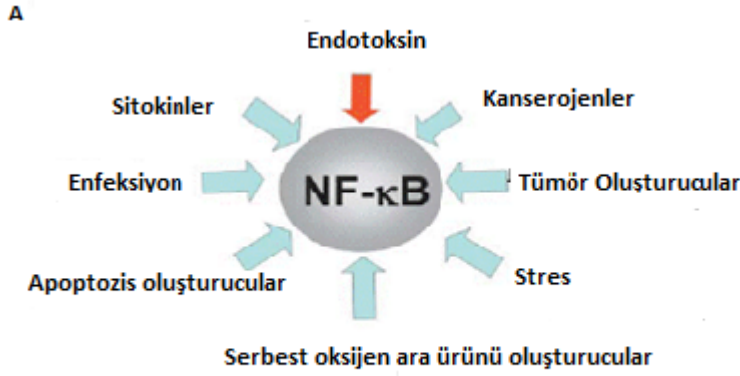 A
Endotoksin
Sitokinler
Kanserojenler
Enfeksiyon
NF-κB
Tümör Oluşturucular
Apoptozis oluşturucular
Stres
Serbest oksijen ara ürünü oluşturucular